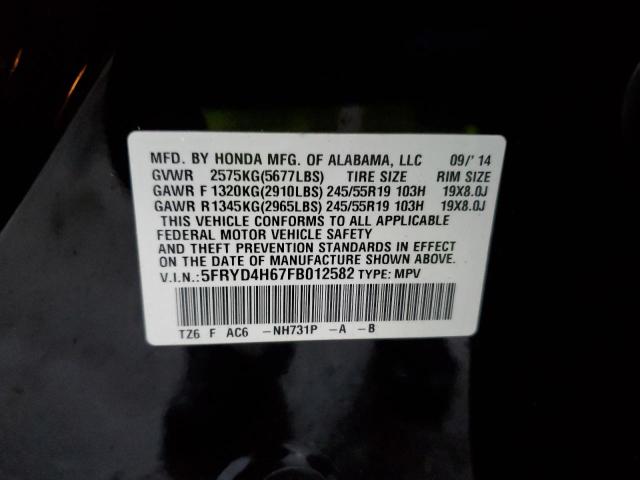 MFD. BY HONDA MFG. OF ALABAMA, LLC 09/'14
GVWR 2575KG(5677LBS) TIRE SIZE RIM SIZE
GAWR F 1320KG(2910LBS) 245/55R19 103H 19X8.0J
GAWR R 1345KG(2965LBS) 245/55R19 103H 19X8.0J
THIS VEHICLE CONFORMS TO ALL APPLICABLE
FEDERAL MOTOR VEHICLE SAFETY
AND THEFT PREVENTION STANDARDS IN EFFECT
ON THE DATE OF MANUFACTURE SHOWN ABOVE.
V.I.N.:5FRYD4H67FB012582 TYPE: MPV
TZ6 F AC6 -NH731P -A -B